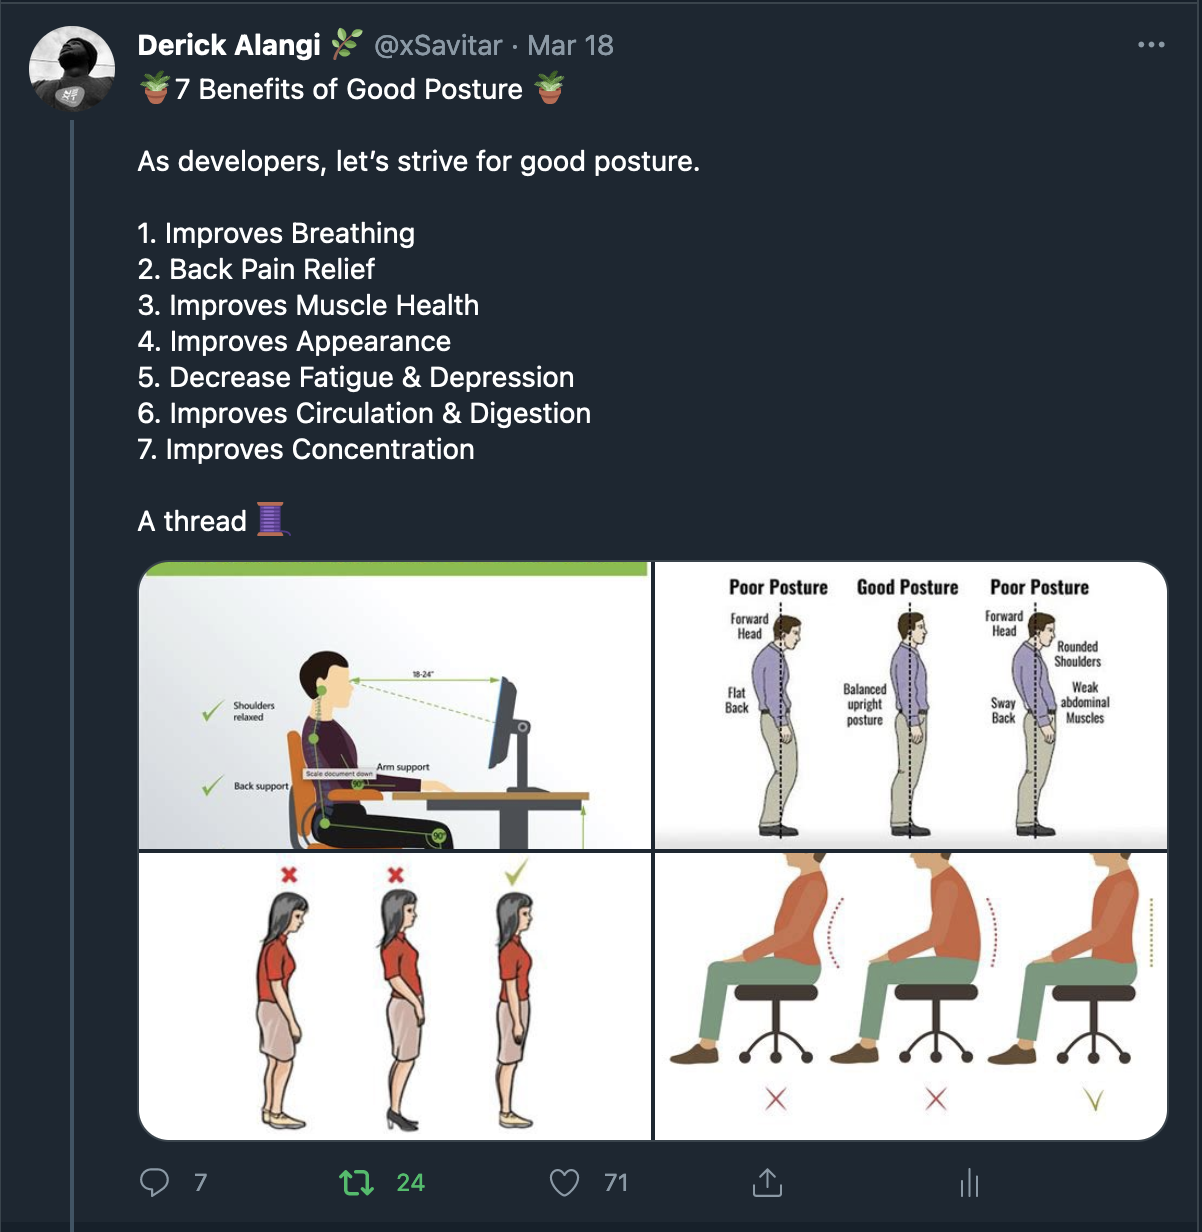 Derick Alangi 🌿 @xSavitar · Mar 18
🪴7 Benefits of Good Posture 🪴
As developers, let’s strive for good posture.
1. Improves Breathing
2. Back Pain Relief
3. Improves Muscle Health
4. Improves Appearance
5. Decrease Fatigue & Depression
6. Improves Circulation & Digestion
7. Improves Concentration
A thread 🧵
18-24"
Shoulders
relaxed
Scale document down
Arm support
90°
Back support
90°
Poor Posture
Good Posture
Poor Posture
Forward
Head
Flat
Back
Balanced
upright
posture
Forward
Head
Rounded
Shoulders
Sway
Back
Weak
abdominal
Muscles
7
24
71